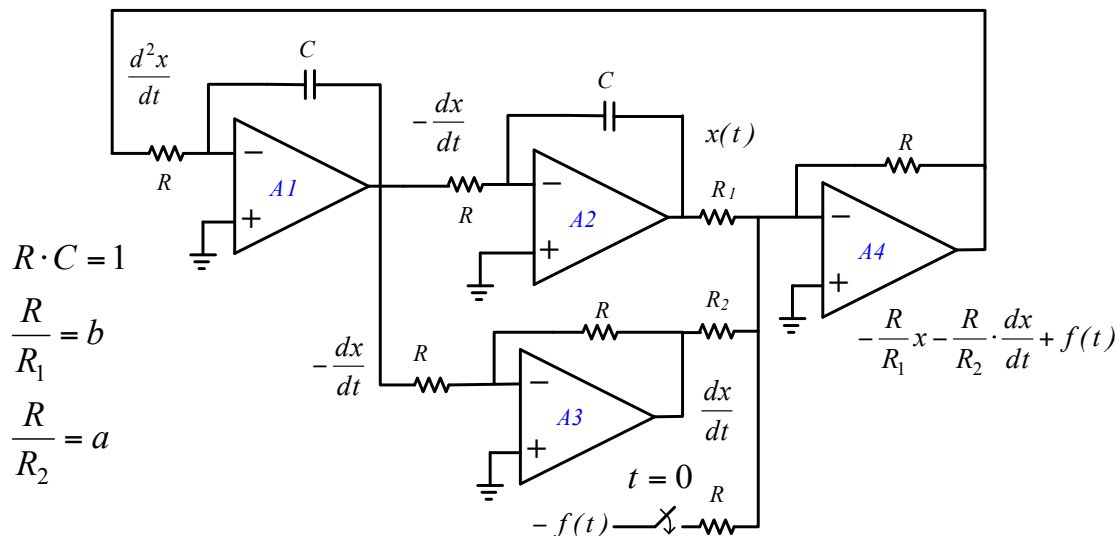 C
d²x/dt
C
-dx/dt
x(t)
−
R
A1
+
−
R
A2
+
R₁
R
−
A4
+
R · C = 1
R/R₁ = b
R/R₂ = a
R
R₂
-R/R₁ x - R/R₂ · dx/dt + f(t)
-dx/dt
R
−
A3
+
dx/dt
t = 0
R
- f(t)